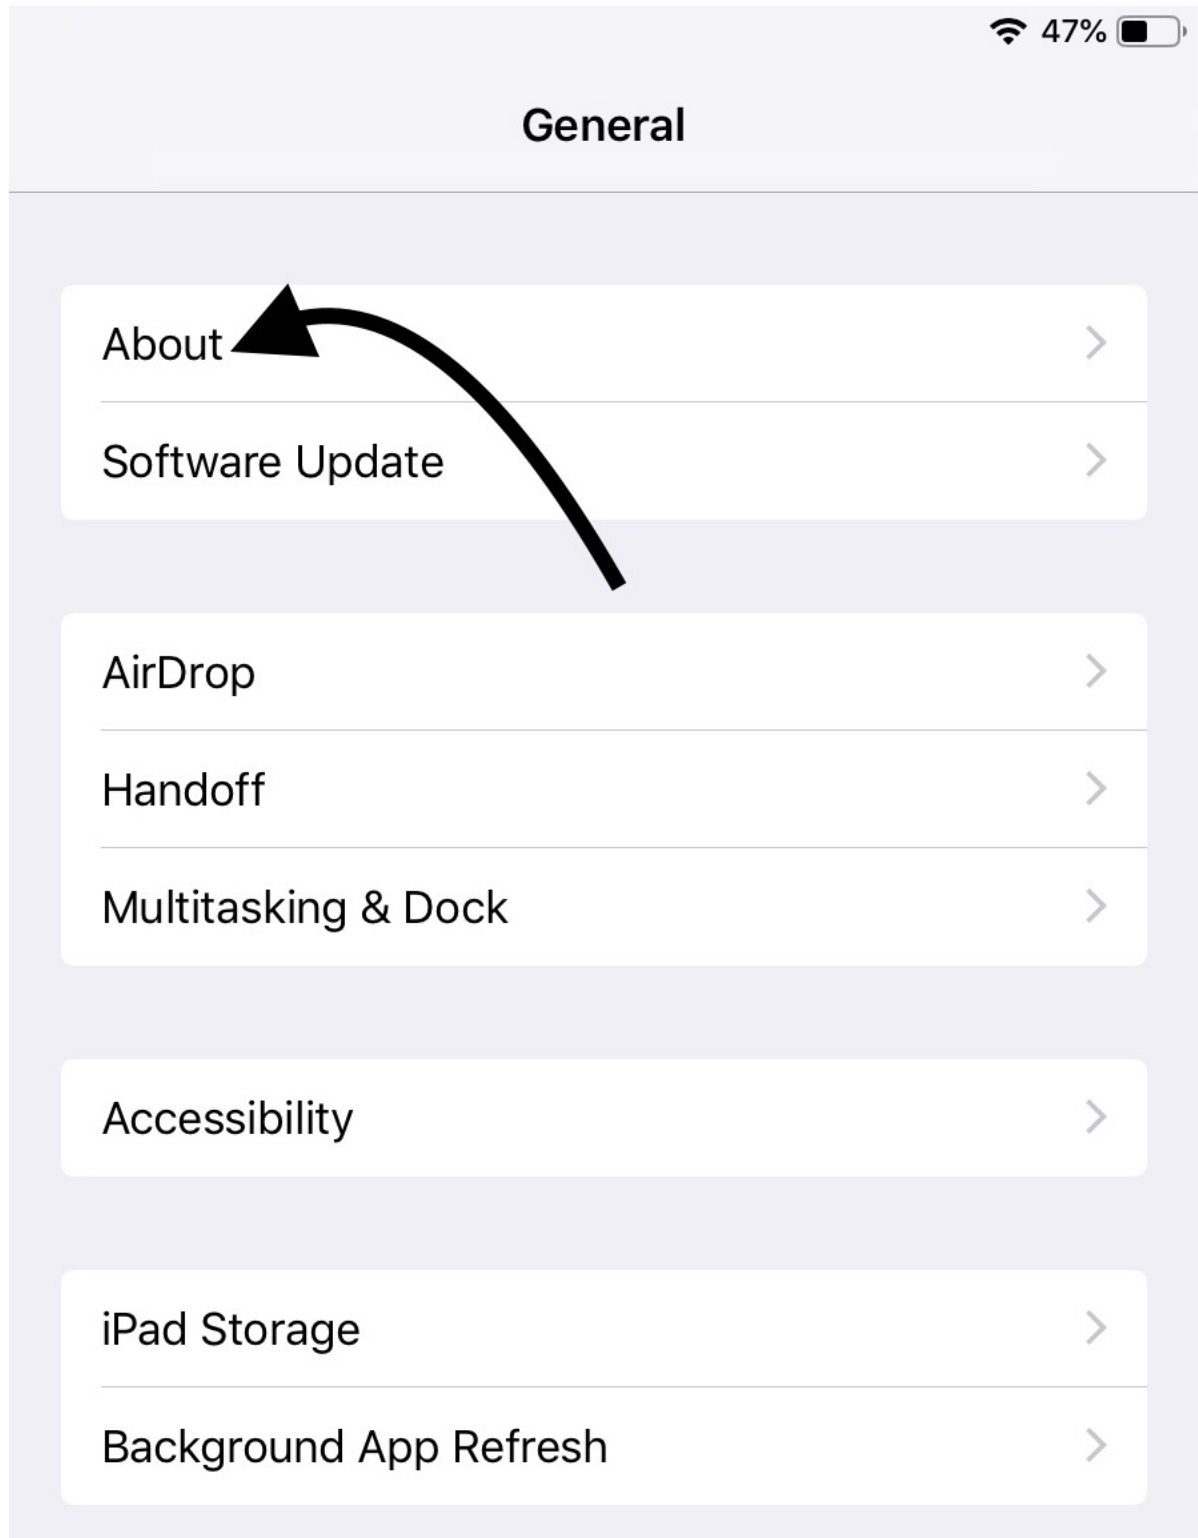 47%
General
About
Software Update
AirDrop
Handoff
Multitasking & Dock
Accessibility
iPad Storage
Background App Refresh